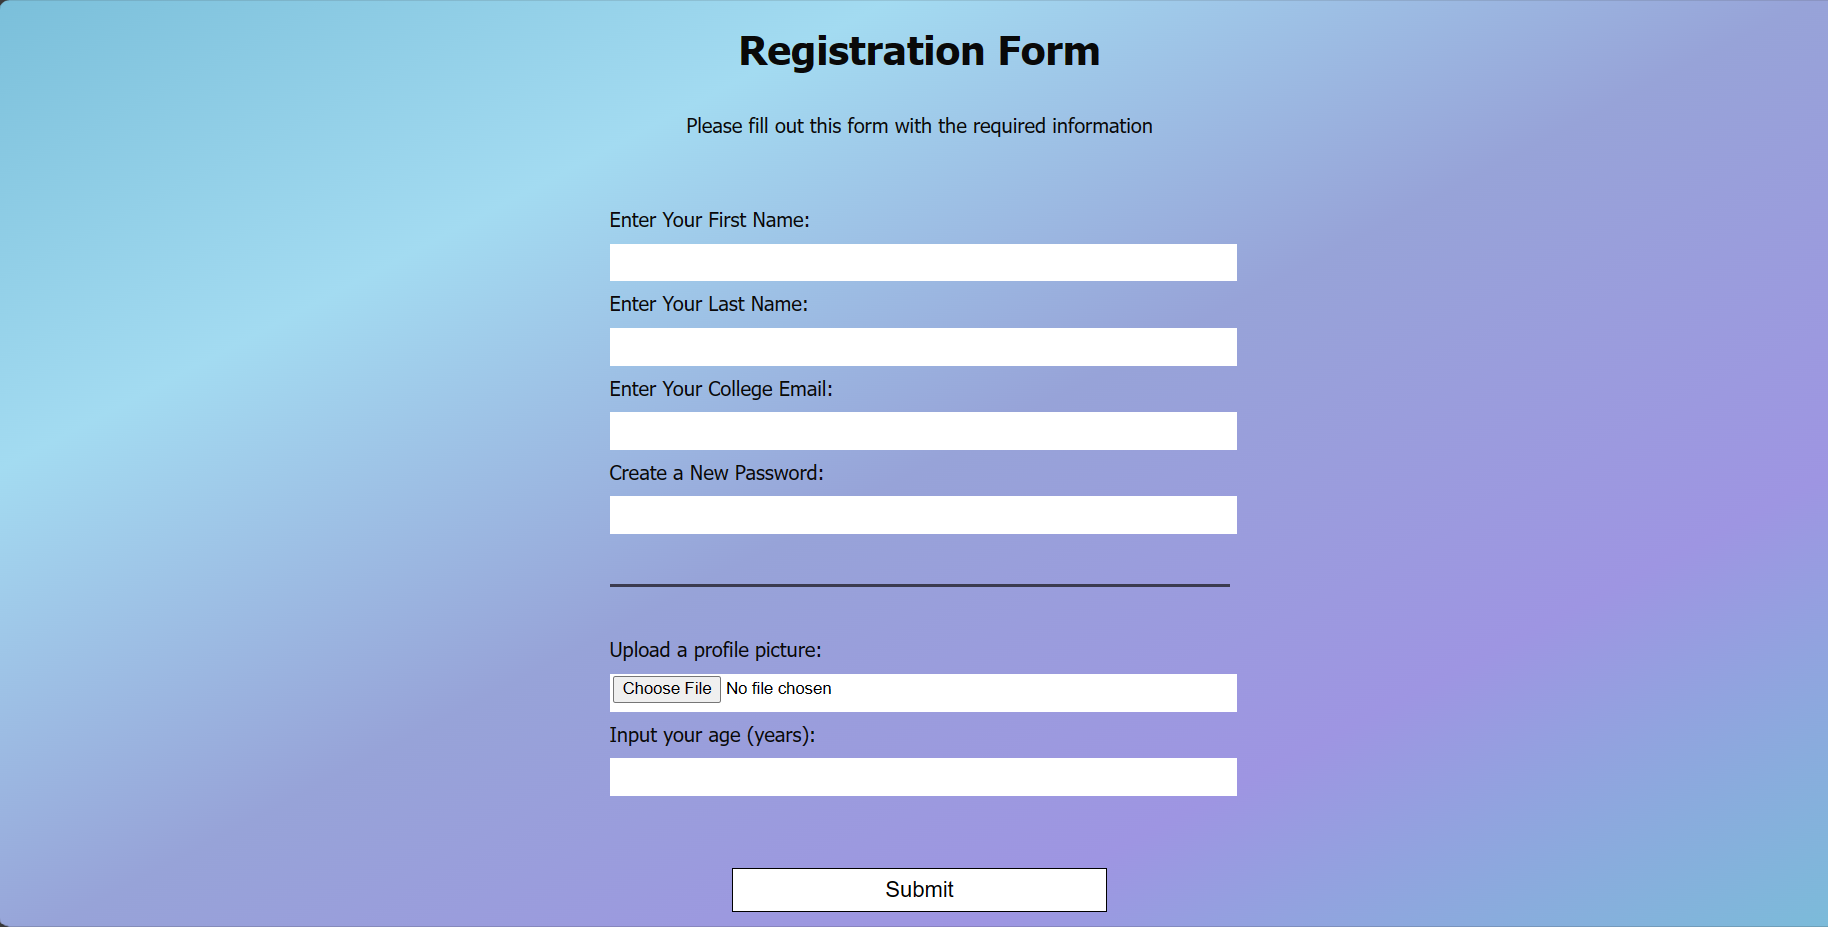 Registration Form
Please fill out this form with the required information
Enter Your First Name:
Enter Your Last Name:
Enter Your College Email:
Create a New Password:
Upload a profile picture:
Choose File No file chosen
Input your age (years):
Submit